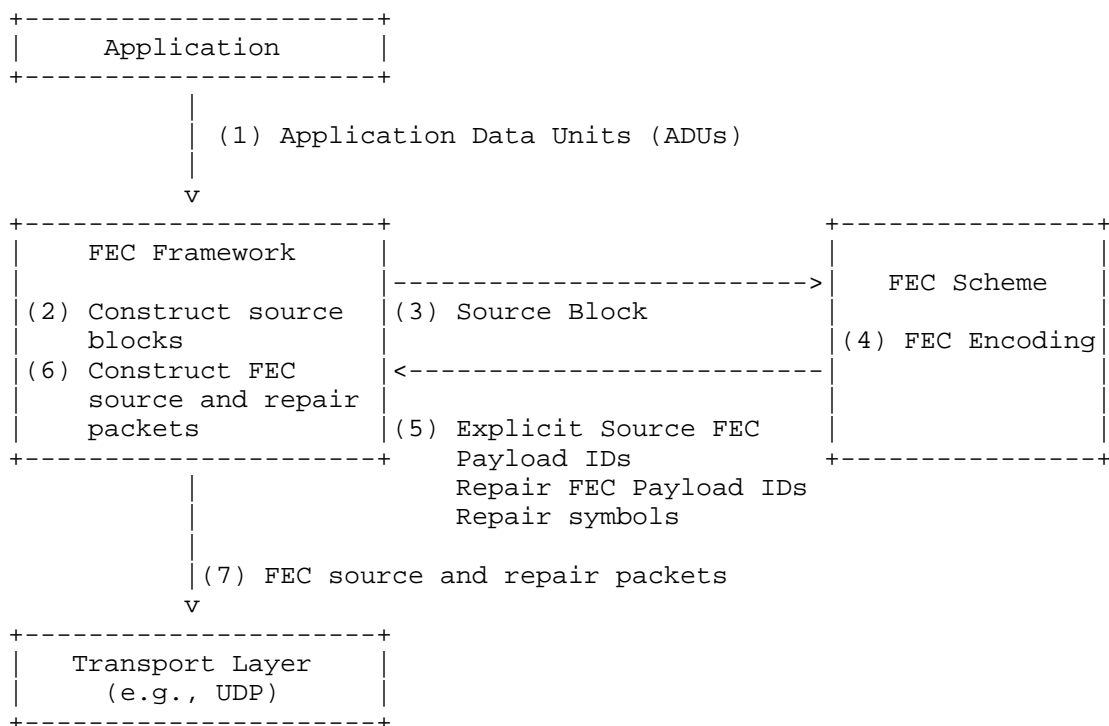 Application
(1) Application Data Units (ADUs)
v
FEC Framework
FEC Scheme
(2) Construct source
blocks
(3) Source Block
(4) FEC Encoding
(6) Construct FEC
source and repair
packets
(5) Explicit Source FEC
Payload IDs
Repair FEC Payload IDs
Repair symbols
(7) FEC source and repair packets
v
Transport Layer
(e.g., UDP)